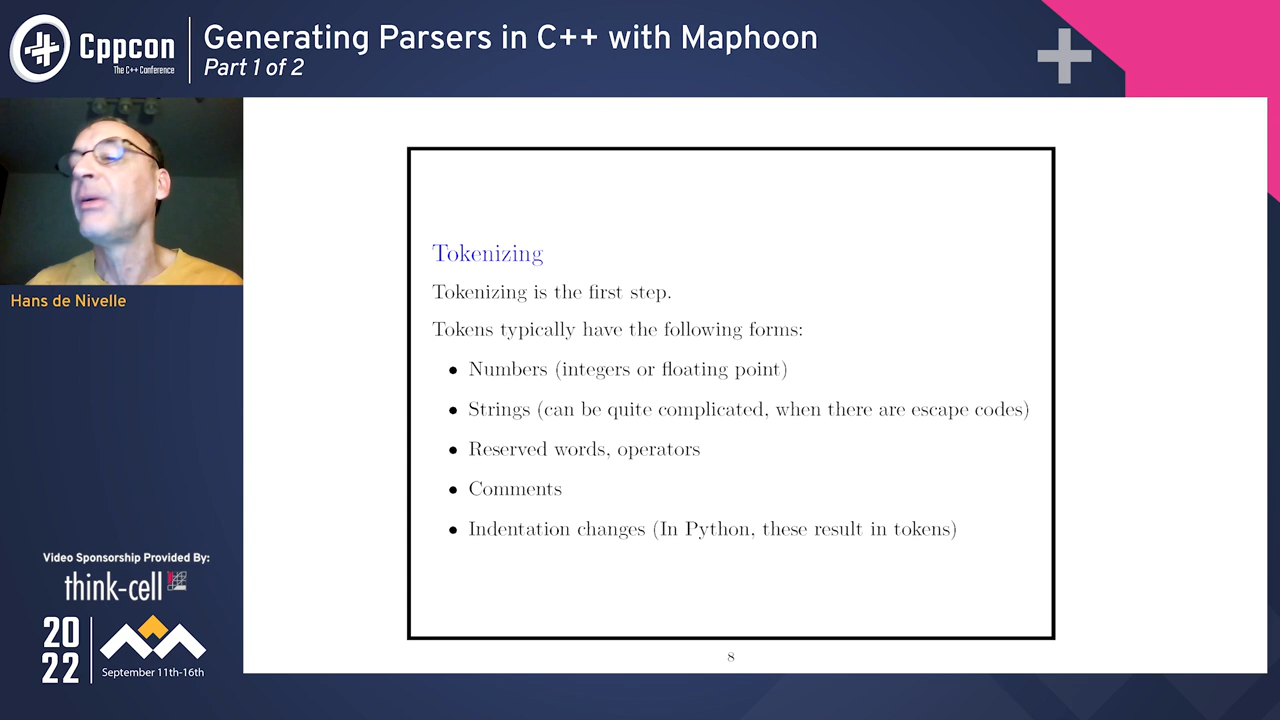 Cppcon
The C++ Conference
Generating Parsers in C++ with Maphoon
Part 1 of 2
Hans de Nivelle
Tokenizing
Tokenizing is the first step.
Tokens typically have the following forms:
• Numbers (integers or floating point)
• Strings (can be quite complicated, when there are escape codes)
• Reserved words, operators
• Comments
• Indentation changes (In Python, these result in tokens)
8
Video Sponsorship Provided By:
think-cell
20
22
September 11th-16th